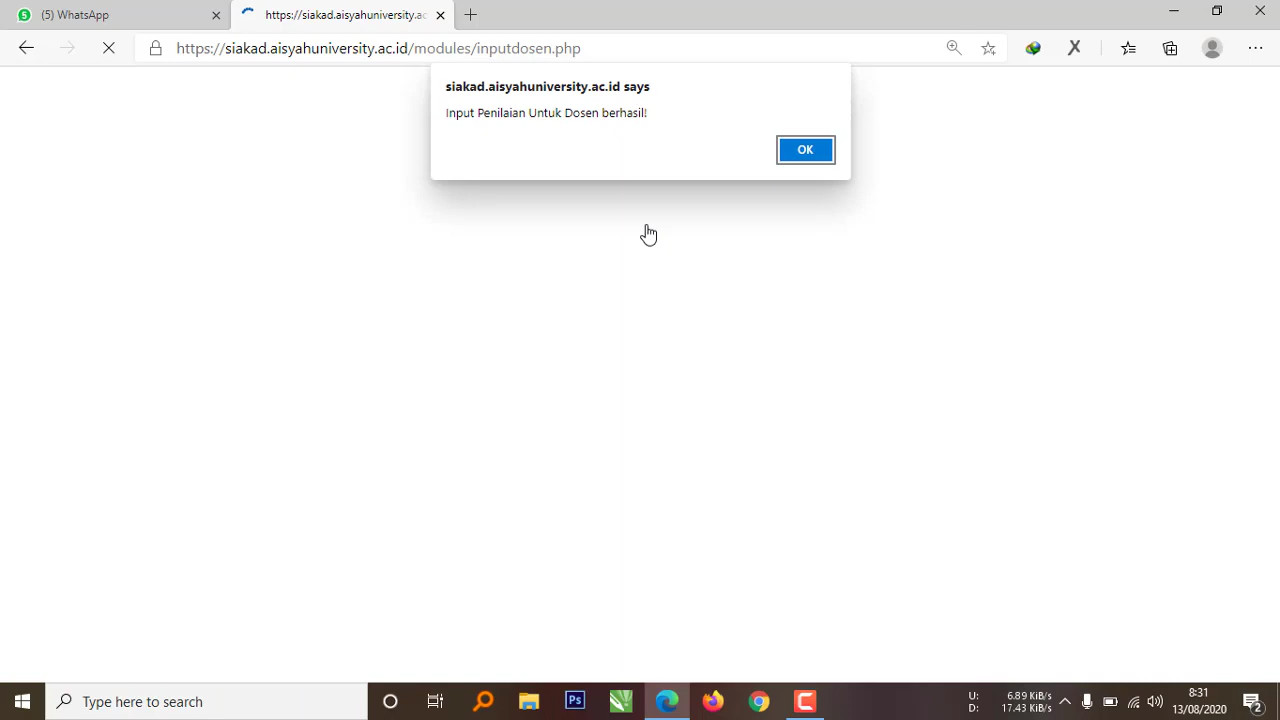 (5) WhatsApp
https://siakad.aisyahuniversity.ac
https://siakad.aisyahuniversity.ac.id/modules/inputdosen.php
siakad.aisyahuniversity.ac.id says
Input Penilaian Untuk Dosen berhasil!
OK
Type here to search
Ps
U: 6.89 KiB/s
D: 17.43 KiB/s
8:31
13/08/2020
2